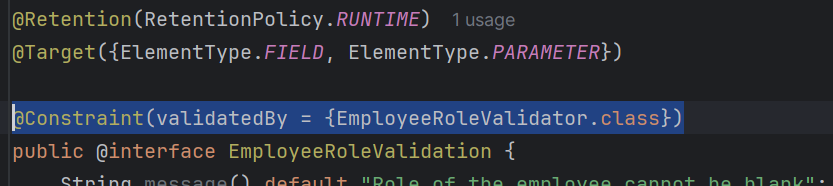 @Retention(RetentionPolicy.RUNTIME) 1 usage
@Target({ElementType.FIELD, ElementType.PARAMETER})
@Constraint(validatedBy = {EmployeeRoleValidator.class})
public @interface EmployeeRoleValidation {
String message() default "Role of the employee cannot be blank";